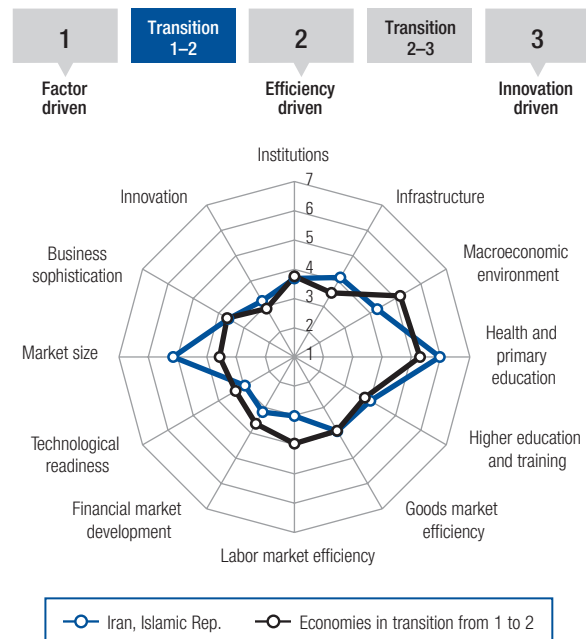 1
Transition
1–2
2
Transition
2–3
3
Factor
driven
Efficiency
driven
Innovation
driven
Institutions
Infrastructure
Macroeconomic
environment
Health and
primary
education
Higher education
and training
Goods market
efficiency
Labor market efficiency
Financial market
development
Technological
readiness
Market size
Business
sophistication
Innovation
7
6
5
4
3
2
1
Iran, Islamic Rep.
Economies in transition from 1 to 2